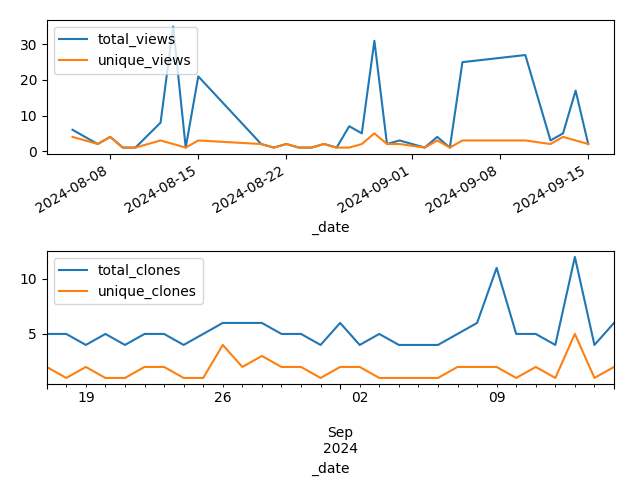 total_views
unique_views
30
20
10
0
2024-08-08
2024-08-15
2024-08-22
2024-09-01
2024-09-08
2024-09-15
_date
total_clones
unique_clones
10
5
19
26
02
09
Sep
2024
_date